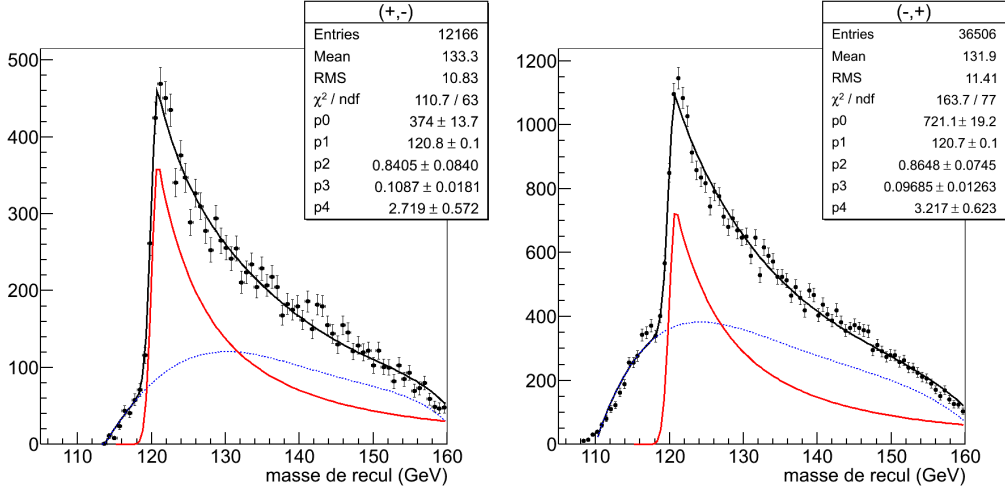 (+,-)
Entries 12166
Mean 133.3
RMS 10.83
χ² / ndf 110.7 / 63
p0 374 ± 13.7
p1 120.8 ± 0.1
p2 0.8405 ± 0.0840
p3 0.1087 ± 0.0181
p4 2.719 ± 0.572
500
400
300
200
100
0
110 120 130 140 150 160
masse de recul (GeV)
(-,+)
Entries 36506
Mean 131.9
RMS 11.41
χ² / ndf 163.7 / 77
p0 721.1 ± 19.2
p1 120.7 ± 0.1
p2 0.8648 ± 0.0745
p3 0.09685 ± 0.01263
p4 3.217 ± 0.623
1200
1000
800
600
400
200
0
110 120 130 140 150 160
masse de recul (GeV)